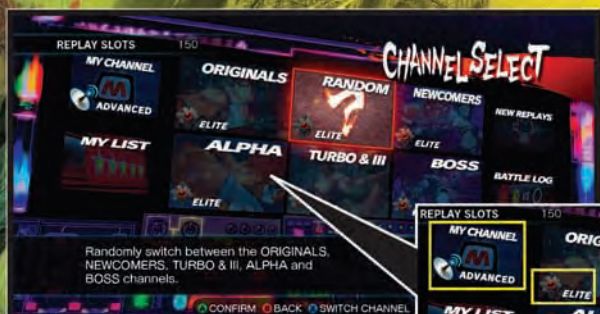 REPLAY SLOTS 150
CHANNEL SELECT
MY CHANNEL
ADVANCED
ORIGINALS
ELITE
RANDOM
?
ELITE
NEWCOMERS
ELITE
NEW REPLAYS
MY LIST
ALPHA
ELITE
TURBO & III
BOSS
BATTLE LOG
Randomly switch between the ORIGINALS,
NEWCOMERS, TURBO & III, ALPHA and
BOSS channels.
A CONFIRM B BACK X SWITCH CHANNEL
REPLAY SLOTS 150
MY CHANNEL
ADVANCED
ORIG
ELITE